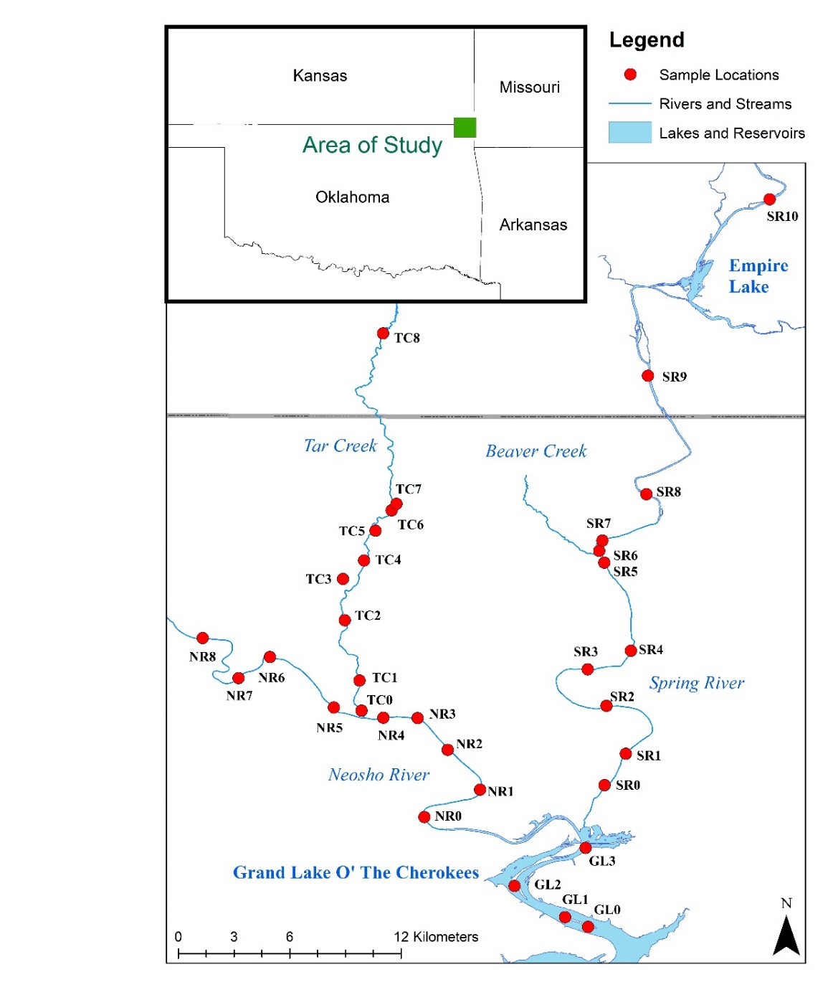 Legend
Sample Locations
Rivers and Streams
Lakes and Reservoirs
Kansas
Missouri
Area of Study
Oklahoma
Arkansas
SR10
Empire
Lake
TC8
SR9
Tar Creek
Beaver Creek
TC7
SR8
TC6
SR7
TC5
SR6
TC4
SR5
TC3
TC2
SR4
SR3
NR8
NR6
TC1
Spring River
NR7
SR2
TC0
NR3
NR5
NR4
NR2
SR1
Neosho River
SR0
NR1
NR0
GL3
Grand Lake O' The Cherokees
GL2
GL1
GL0
N
0 3 6 12 Kilometers